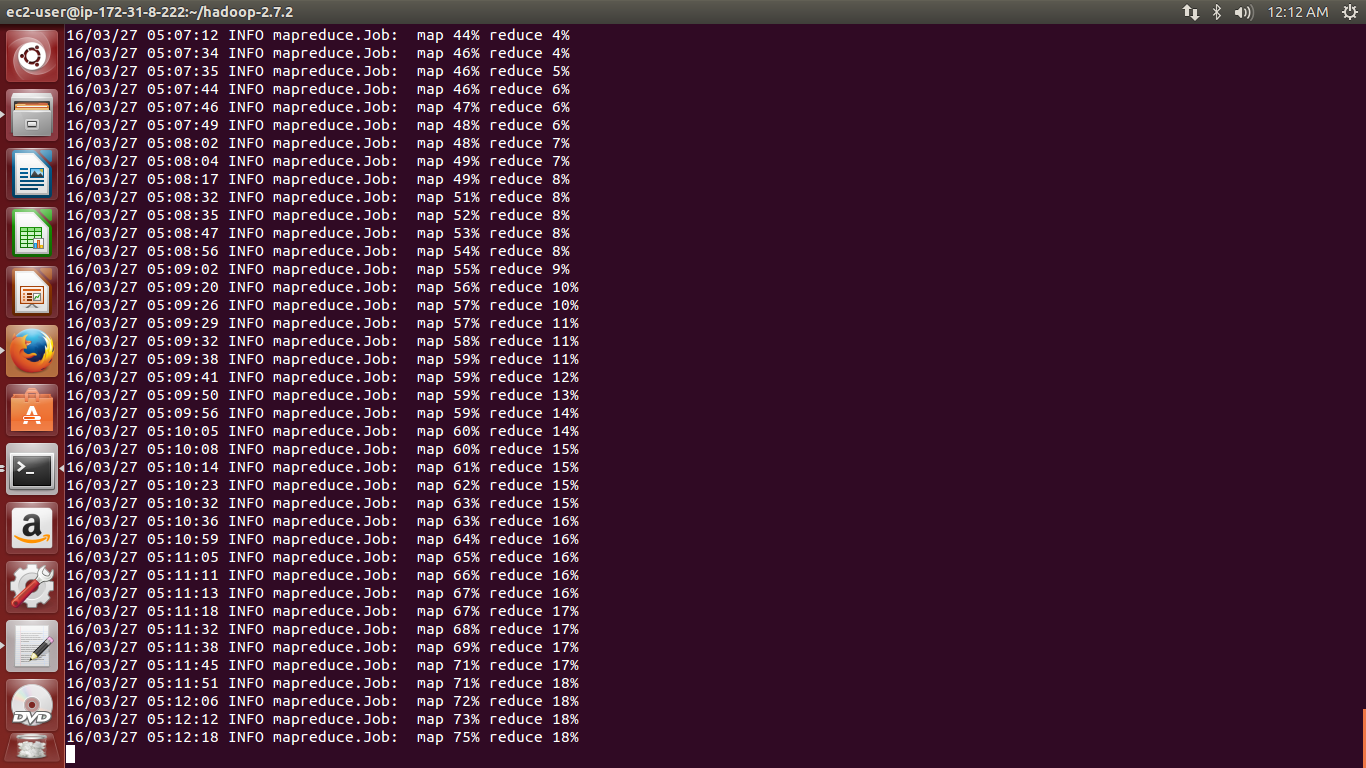 ec2-user@ip-172-31-8-222:~/hadoop-2.7.2 12:12 AM
16/03/27 05:07:12 INFO mapreduce.Job:  map 44% reduce 4%
16/03/27 05:07:34 INFO mapreduce.Job:  map 46% reduce 4%
16/03/27 05:07:35 INFO mapreduce.Job:  map 46% reduce 5%
16/03/27 05:07:44 INFO mapreduce.Job:  map 46% reduce 6%
16/03/27 05:07:46 INFO mapreduce.Job:  map 47% reduce 6%
16/03/27 05:07:49 INFO mapreduce.Job:  map 48% reduce 6%
16/03/27 05:08:02 INFO mapreduce.Job:  map 48% reduce 7%
16/03/27 05:08:04 INFO mapreduce.Job:  map 49% reduce 7%
16/03/27 05:08:17 INFO mapreduce.Job:  map 49% reduce 8%
16/03/27 05:08:32 INFO mapreduce.Job:  map 51% reduce 8%
16/03/27 05:08:35 INFO mapreduce.Job:  map 52% reduce 8%
16/03/27 05:08:47 INFO mapreduce.Job:  map 53% reduce 8%
16/03/27 05:08:56 INFO mapreduce.Job:  map 54% reduce 8%
16/03/27 05:09:02 INFO mapreduce.Job:  map 55% reduce 9%
16/03/27 05:09:20 INFO mapreduce.Job:  map 56% reduce 10%
16/03/27 05:09:26 INFO mapreduce.Job:  map 57% reduce 10%
16/03/27 05:09:29 INFO mapreduce.Job:  map 57% reduce 11%
16/03/27 05:09:32 INFO mapreduce.Job:  map 58% reduce 11%
16/03/27 05:09:38 INFO mapreduce.Job:  map 59% reduce 11%
16/03/27 05:09:41 INFO mapreduce.Job:  map 59% reduce 12%
16/03/27 05:09:50 INFO mapreduce.Job:  map 59% reduce 13%
16/03/27 05:09:56 INFO mapreduce.Job:  map 59% reduce 14%
16/03/27 05:10:05 INFO mapreduce.Job:  map 60% reduce 14%
16/03/27 05:10:08 INFO mapreduce.Job:  map 60% reduce 15%
16/03/27 05:10:14 INFO mapreduce.Job:  map 61% reduce 15%
16/03/27 05:10:23 INFO mapreduce.Job:  map 62% reduce 15%
16/03/27 05:10:32 INFO mapreduce.Job:  map 63% reduce 15%
16/03/27 05:10:36 INFO mapreduce.Job:  map 63% reduce 16%
16/03/27 05:10:59 INFO mapreduce.Job:  map 64% reduce 16%
16/03/27 05:11:05 INFO mapreduce.Job:  map 65% reduce 16%
16/03/27 05:11:11 INFO mapreduce.Job:  map 66% reduce 16%
16/03/27 05:11:13 INFO mapreduce.Job:  map 67% reduce 16%
16/03/27 05:11:18 INFO mapreduce.Job:  map 67% reduce 17%
16/03/27 05:11:32 INFO mapreduce.Job:  map 68% reduce 17%
16/03/27 05:11:38 INFO mapreduce.Job:  map 69% reduce 17%
16/03/27 05:11:45 INFO mapreduce.Job:  map 71% reduce 17%
16/03/27 05:11:51 INFO mapreduce.Job:  map 71% reduce 18%
16/03/27 05:12:06 INFO mapreduce.Job:  map 72% reduce 18%
16/03/27 05:12:12 INFO mapreduce.Job:  map 73% reduce 18%
16/03/27 05:12:18 INFO mapreduce.Job:  map 75% reduce 18%
A
>_
a
DVD